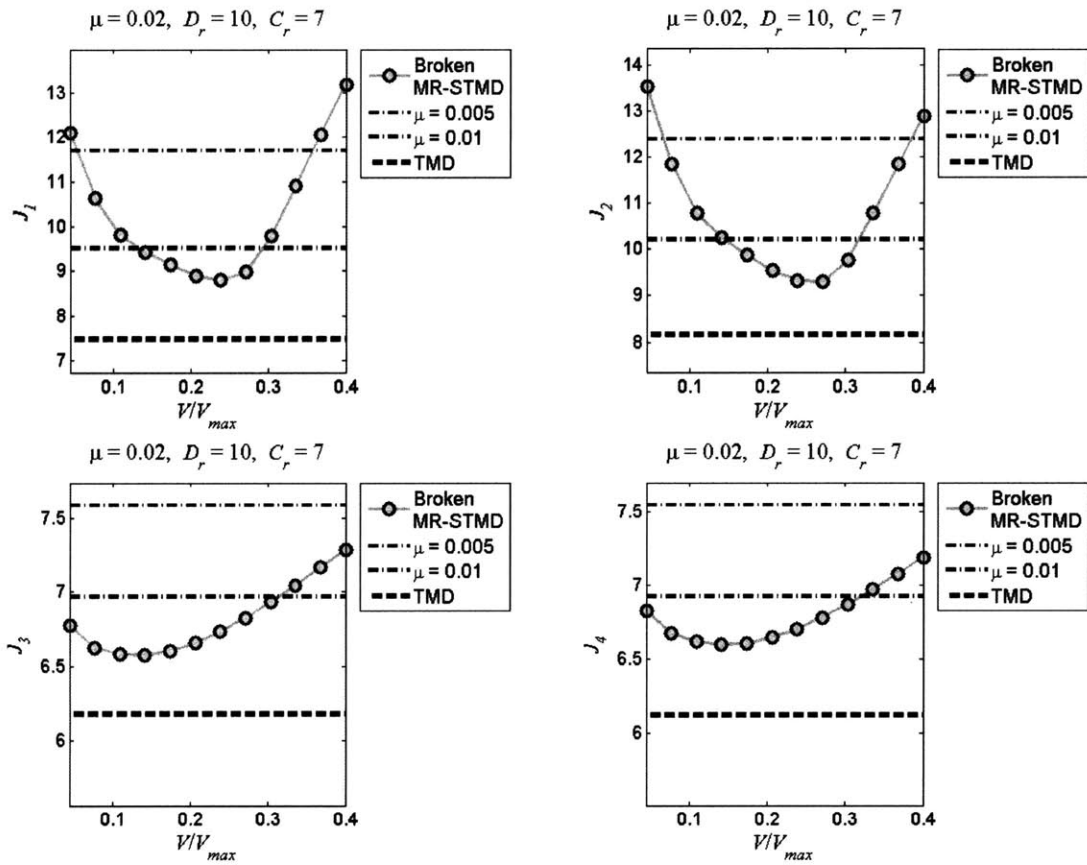 μ = 0.02, D_r = 10, C_r = 7
13
12
11
10
9
8
7
J_1
0.1 0.2 0.3 0.4
V/V_max
Broken
MR-STMD
μ = 0.005
μ = 0.01
TMD
μ = 0.02, D_r = 10, C_r = 7
14
13
12
11
10
9
8
J_2
0.1 0.2 0.3 0.4
V/V_max
Broken
MR-STMD
μ = 0.005
μ = 0.01
TMD
μ = 0.02, D_r = 10, C_r = 7
7.5
7
6.5
6
J_3
0.1 0.2 0.3 0.4
V/V_max
Broken
MR-STMD
μ = 0.005
μ = 0.01
TMD
μ = 0.02, D_r = 10, C_r = 7
7.5
7
6.5
6
J_4
0.1 0.2 0.3 0.4
V/V_max
Broken
MR-STMD
μ = 0.005
μ = 0.01
TMD